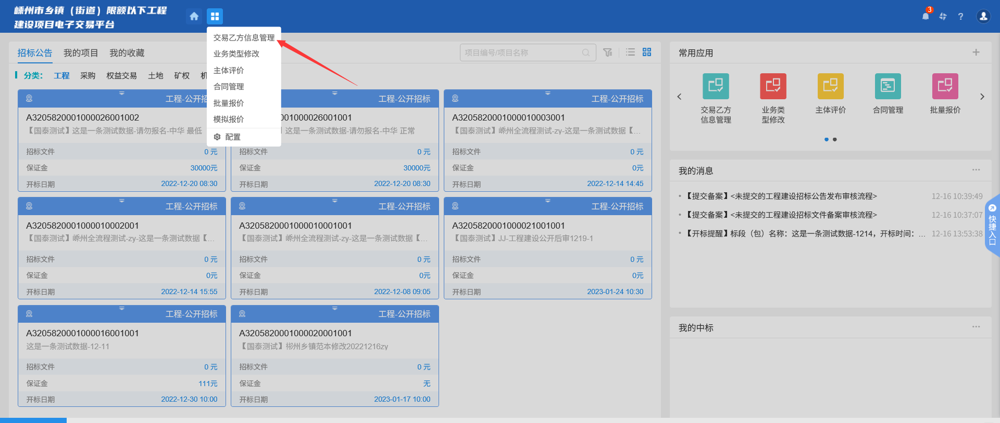 嵊州市乡镇（街道）限额以下工程
建设项目电子交易平台
3
?
交易乙方信息管理
业务类型修改
主体评价
合同管理
批量报价
模拟报价
配置
招标公告 我的项目 我的收藏
项目编号/项目名称
分类： 工程 采购 权益交易 土地 矿权
工程-公开招
A3205820001000026001002
【国泰测试】这是一条测试数据-请勿报名-中华 最低
招标文件 0 元
保证金 30000元
开标日期 2022-12-20 08:30
工程-公开招标
001000026001001
】这是一条测试数据-请勿报名-中华 正常
招标文件 0 元
保证金 30000元
开标日期 2022-12-20 08:30
工程-公开招标
A3205820001000010003001
【国泰测试】嵊州全流程测试-zy-这是一条测试数据【...
招标文件 0 元
保证金 0元
开标日期 2022-12-14 14:45
工程-公开招标
A3205820001000010002001
【国泰测试】嵊州全流程测试-zy-这是一条测试数据【...
招标文件 0 元
保证金 0元
开标日期 2022-12-14 15:55
工程-公开招标
A3205820001000010001001
【国泰测试】嵊州全流程测试-zy-这是一条测试数据【...
招标文件 0 元
保证金 0元
开标日期 2022-12-08 09:05
工程-公开招标
A3205820001000021001001
【国泰测试】JJ-工程建设公开后审1219-1
招标文件 0 元
保证金 0元
开标日期 2023-01-24 10:30
工程-公开招标
A3205820001000016001001
这是一条测试数据-12-11
招标文件 0 元
保证金 111元
开标日期 2022-12-30 10:00
工程-公开招标
A3205820001000020001001
【国泰测试】郴州乡镇范本修改20221216zy
招标文件 0 元
保证金 无
开标日期 2023-01-17 10:00
常用应用
交易乙方
信息管理
业务类
型修改
主体评价
合同管理
批量报价
我的消息
【提交备案】<未提交的工程建设招标公告发布审核流程> 12-16 10:39:49
【提交备案】<未提交的工程建设招标文件备案审核流程> 12-16 10:37:07
【开标提醒】标段（包）名称：这是一条测试数据-1214，开标时间：... 12-16 13:53:38
我的中标
快捷入口